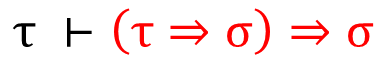 τ ⊢ (τ ⇒ σ) ⇒ σ